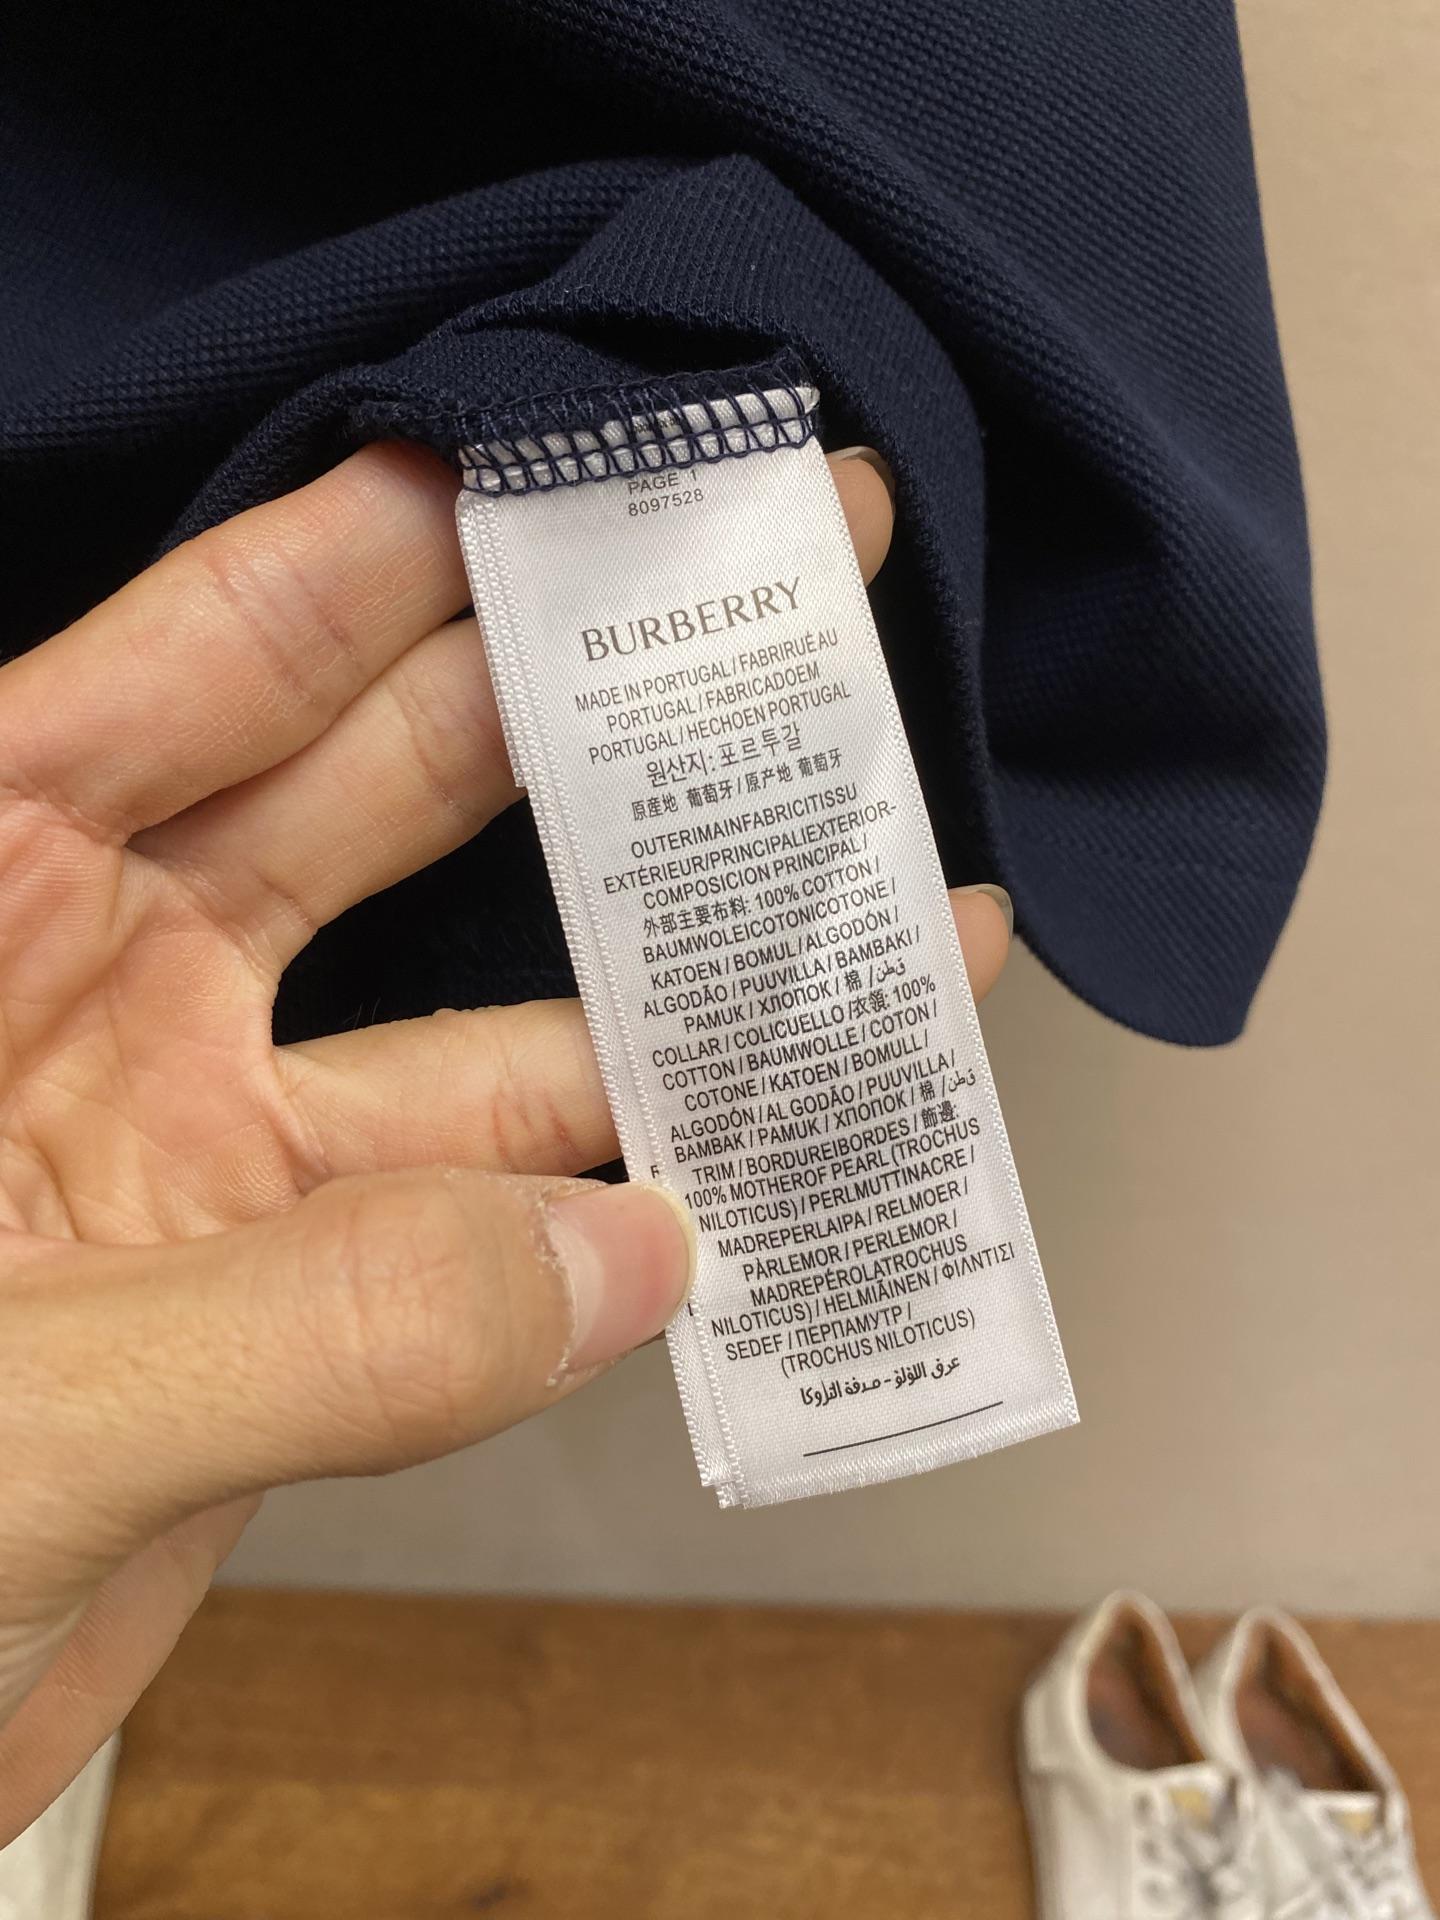 PAGE 1
8097528
BURBERRY
MADE IN PORTUGAL / FABRIRUÉ AU
PORTUGAL / FABRICADOEM
PORTUGAL / HECHOEN PORTUGAL
원산지: 포르투갈
原産地 葡萄牙 / 原产地 葡萄牙
OUTERIMAINFABRICITISSU
EXTÉRIEUR/PRINCIPALIEXTERIOR-
COMPOSICION PRINCIPAL /
外部主要布料: 100% COTTON /
BAUMWOLEICOTONICOTONE /
KATOEN / BOMUL / ALGODÓN /
ALGODÃO / PUUVILLA / BAMBAKI /
PAMUK / ХЛОПОК / 棉 / قطن /
COLLAR / COLICUELLO /衣領: 100%
COTTON / BAUMWOLLE / COTON /
COTONE / KATOEN / BOMULL /
ALGODÓN / AL GODÃO / PUUVILLA /
BAMBAK / PAMUK / ХЛОПОК / 棉 / قطن
TRIM / BORDUREIBORDES / 飾邊:
100% MOTHEROF PEARL (TROCHUS
NILOTICUS) / PERLMUTTINACRE /
MADREPERLAIPA / RELMOER /
PÀRLEMOR / PERLEMOR /
MADREPÉROLATROCHUS
NILOTICUS) / HELMIÄINEN / ΦΙΛΝΤΙΣΙ
SEDEF / ПЕРПАМУТР /
(TROCHUS NILOTICUS)
عرق اللؤلؤ - صدفة التروكا